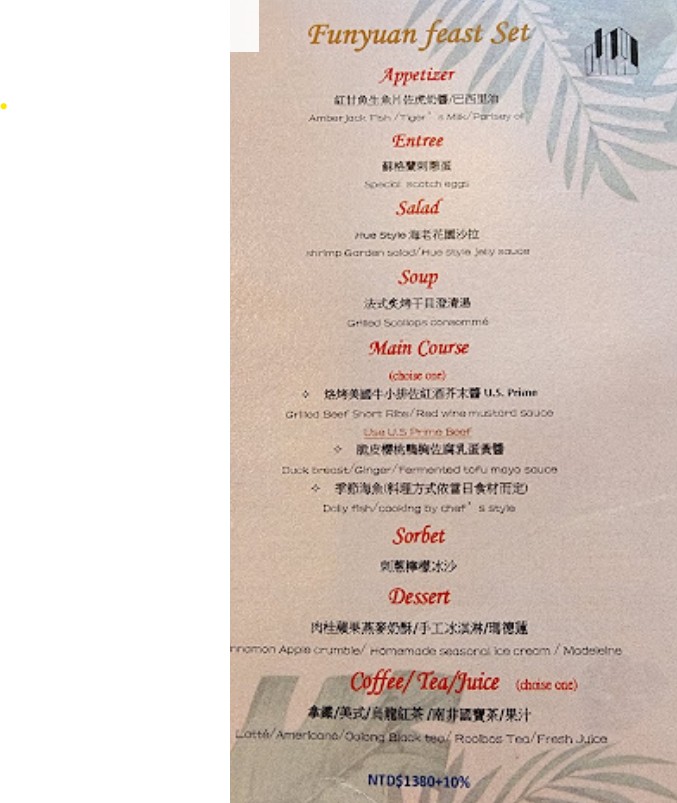 Funyuan feast Set
Appetizer
紅甘魚生魚片佐虎奶醬/巴西里油
Amberjack Fish /Tiger's Milk/Parlsey oil
Entree
蘇格蘭刺蔥蛋
Special scotch eggs
Salad
Hue Style 海老花園沙拉
shrimp Garden salad/Hue style jelly sauce
Soup
法式炙烤干貝澄清湯
Grilled Scallops consommé
Main Course
(choise one)
✧ 烙烤美國牛小排佐紅酒芥末醬 U.S. Prime
Grilled Beef Short Ribs/Red wine mustard sauce
Use U.S Prime Beef
✧ 脆皮櫻桃鴨胸佐腐乳蛋黃醬
Duck breast/Ginger/Fermented tofu mayo sauce
✧ 季節海魚(料理方式依當日食材而定)
Daily fish/cooking by chef's style
Sorbet
刺蔥檸檬冰沙
Dessert
肉桂蘋果燕麥奶酥/手工冰淇淋/瑪德蓮
nnamon Apple crumble/ Homemade seasonal ice cream / Madeleine
Coffee/ Tea/Juice (choise one)
拿鐵/美式/烏龍紅茶 /南非國寶茶/果汁
Latté/Americano/Oolong Black tea/ Rooibos Tea/Fresh Juice
NTD$1380+10%